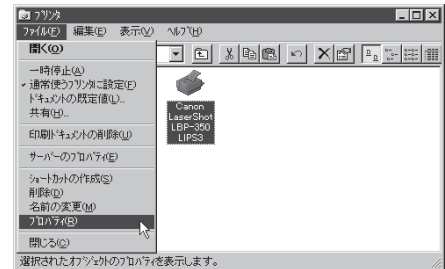 プリンタ
ファイル(F) 編集(E) 表示(V) ヘルプ(H)
開く(O)
一時停止(A)
通常使うプリンタに設定(F)
ドキュメントの既定値(L)...
共有(H)...
印刷ドキュメントの削除(U)
サーバーのプロパティ(E)
ショートカットの作成(S)
削除(D)
名前の変更(M)
プロパティ(R)
閉じる(C)
Canon
LaserShot
LBP-350
LIPS3
選択されたオブジェクトのプロパティを表示します。